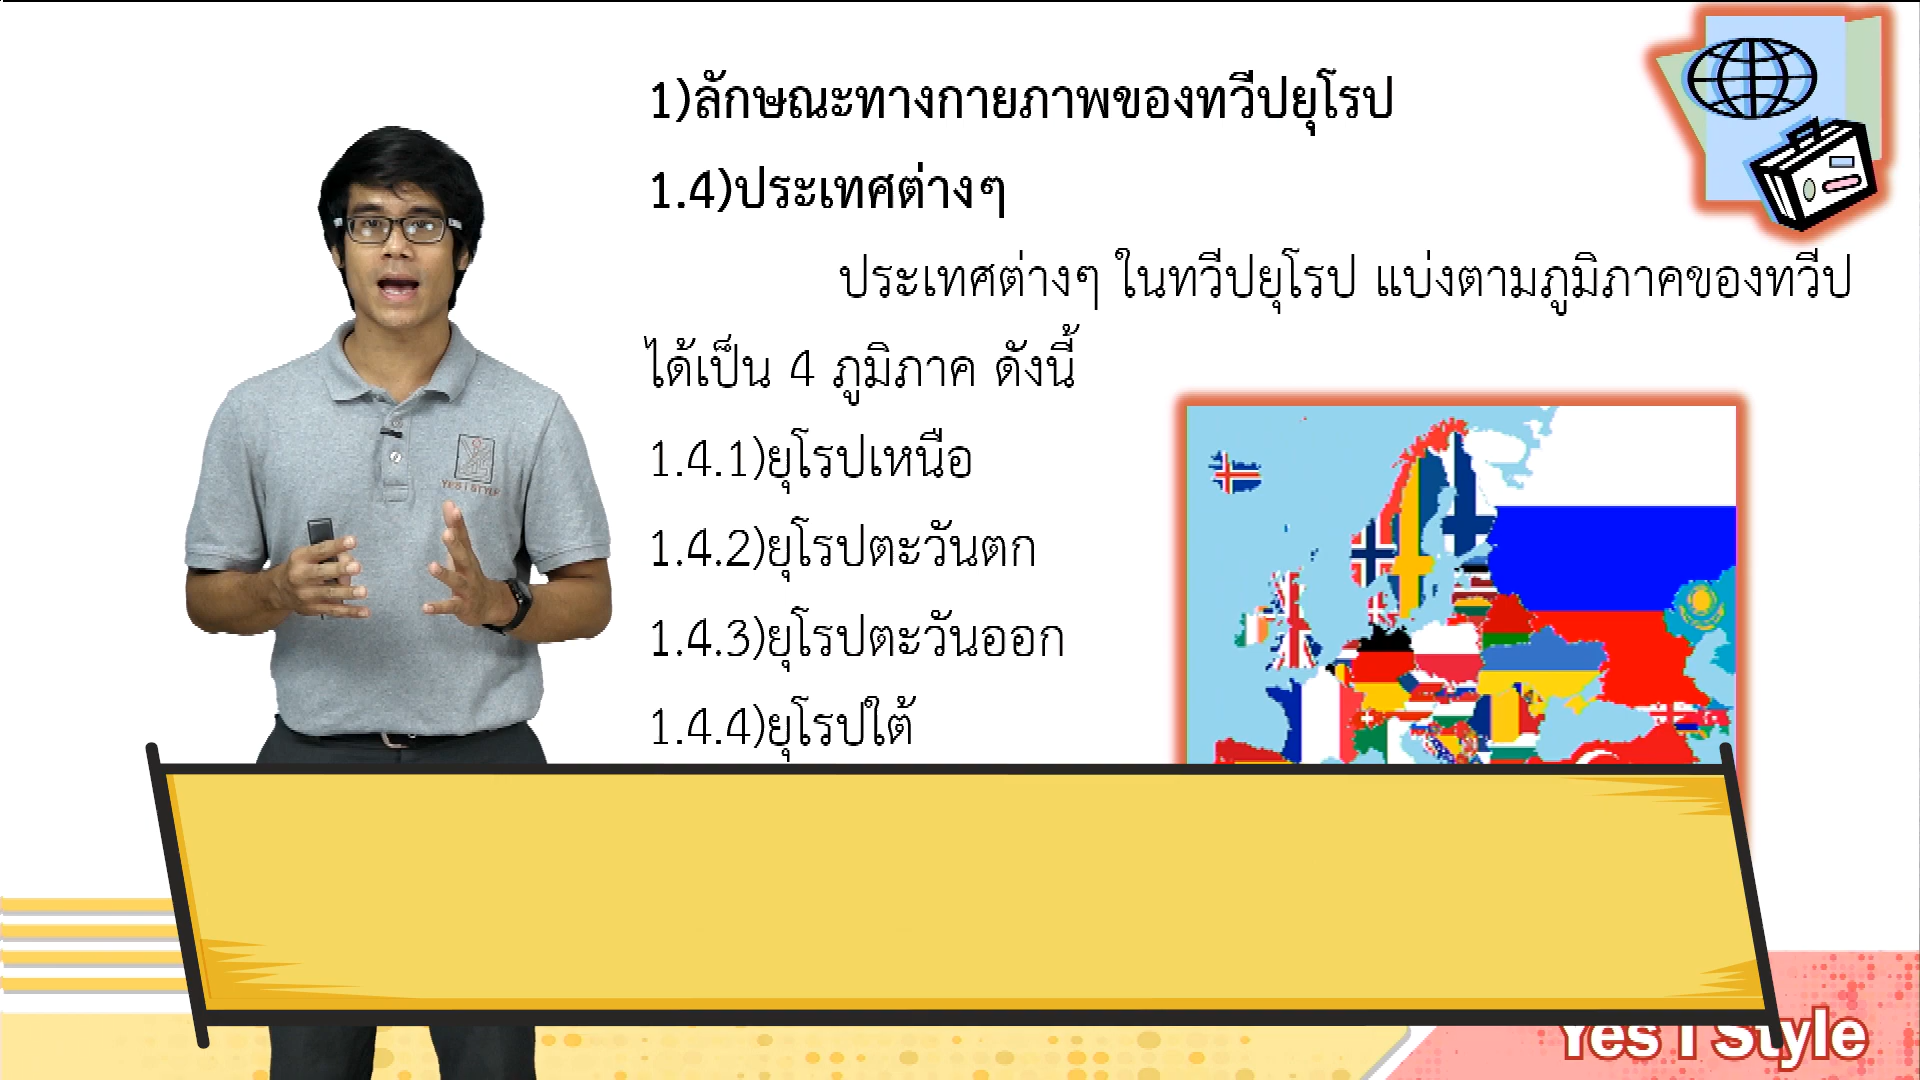 1)ลักษณะทางกายภาพของทวีปยุโรป
1.4)ประเทศต่างๆ
ประเทศต่างๆ ในทวีปยุโรป แบ่งตามภูมิภาคของทวีป
ได้เป็น 4 ภูมิภาค ดังนี้
1.4.1)ยุโรปเหนือ
1.4.2)ยุโรปตะวันตก
1.4.3)ยุโรปตะวันออก
1.4.4)ยุโรปใต้
YES I STYLE
Yes I Style